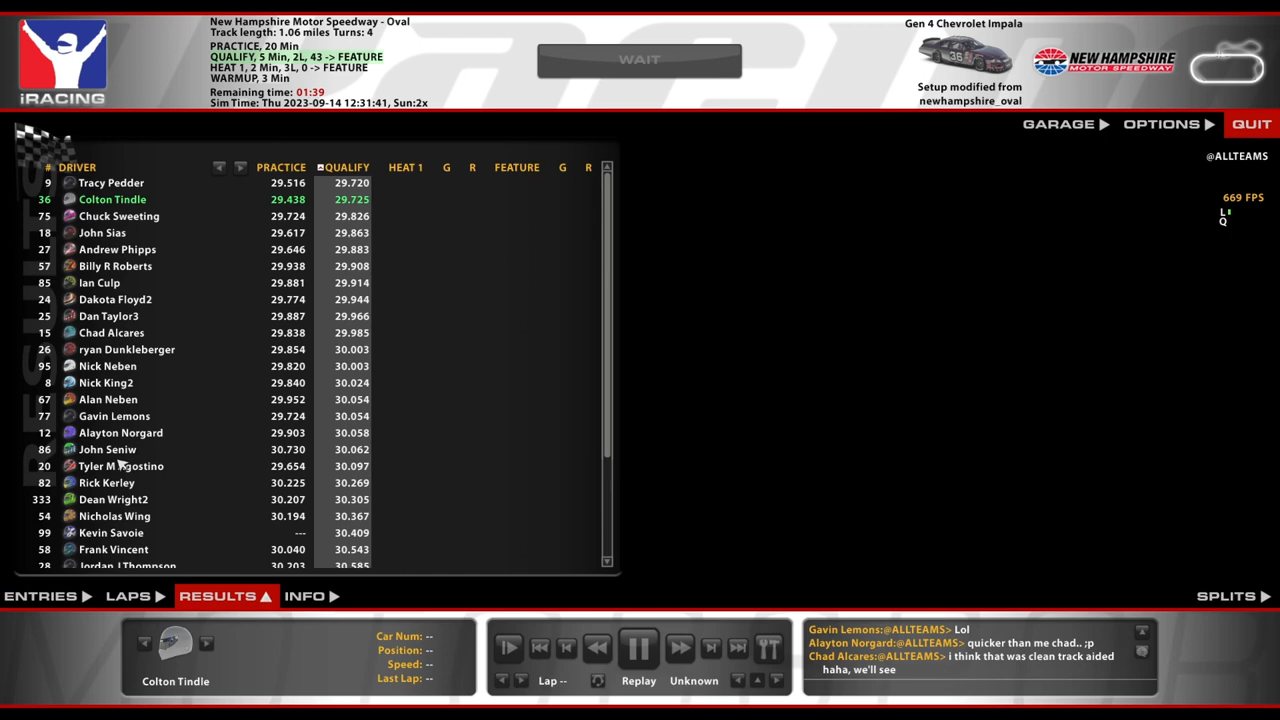 New Hampshire Motor Speedway - Oval
Track length: 1.06 miles Turns: 4
PRACTICE, 20 Min
QUALIFY, 5 Min, 2L, 43 -> FEATURE
HEAT 1, 2 Min, 3L, 0 -> FEATURE
WARMUP, 3 Min
Remaining time: 01:39
Sim Time: Thu 2023-09-14 12:31:41, Sun:2x
iRACING
WAIT
Gen 4 Chevrolet Impala
36
NEW HAMPSHIRE
MOTOR SPEEDWAY
Setup modified from
newhampshire_oval
GARAGE OPTIONS QUIT
@ALLTEAMS
669 FPS
L
Q
RESULTS
# DRIVER PRACTICE QUALIFY HEAT 1 G R FEATURE G R
9 Tracy Pedder 29.516 29.720
36 Colton Tindle 29.438 29.725
75 Chuck Sweeting 29.724 29.826
18 John Sias 29.617 29.863
27 Andrew Phipps 29.646 29.883
57 Billy R Roberts 29.938 29.908
85 Ian Culp 29.881 29.914
24 Dakota Floyd2 29.774 29.944
25 Dan Taylor3 29.887 29.966
15 Chad Alcares 29.838 29.985
26 ryan Dunkleberger 29.854 30.003
95 Nick Neben 29.820 30.003
8 Nick King2 29.840 30.024
67 Alan Neben 29.952 30.054
77 Gavin Lemons 29.724 30.054
12 Alayton Norgard 29.903 30.058
86 John Seniw 30.730 30.062
20 Tyler M 29.654 30.097
82 Rick Kerley 30.225 30.269
333 Dean Wright2 30.207 30.305
54 Nicholas Wing 30.194 30.367
99 Kevin Savoie --- 30.409
58 Frank Vincent 30.040 30.543
28 Jordan J Thompson 30.203 30.585
ENTRIES LAPS RESULTS INFO SPLITS
Colton Tindle
Car Num: --
Position: --
Speed: --
Last Lap: --
Lap -- Replay Unknown
Gavin Lemons:@ALLTEAMS> Lol
Alayton Norgard:@ALLTEAMS> quicker than me chad.. ;p
Chad Alcares:@ALLTEAMS> i think that was clean track aided
haha, we'll see